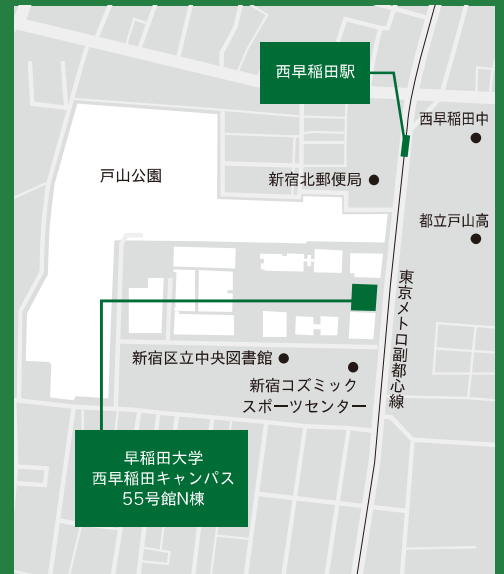 西早稲田駅
西早稲田中
戸山公園
新宿北郵便局
都立戸山高
東京メトロ副都心線
新宿区立中央図書館
新宿コズミック
スポーツセンター
早稲田大学
西早稲田キャンパス
55号館N棟